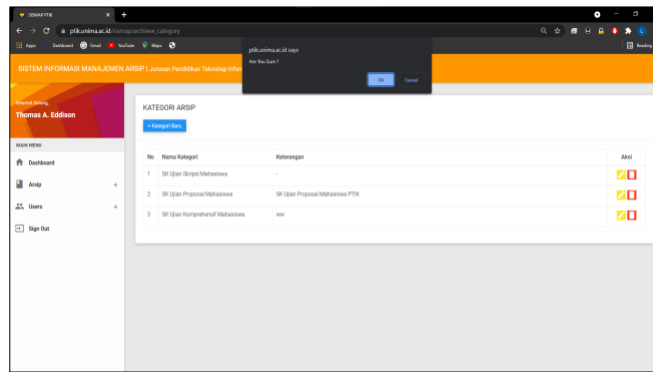 SISMAP PTIK
ptik.unima.ac.id/sismap/archieve_category
Apps Dashboard Gmail YouTube Maps
Reading
ptik.unima.ac.id says
Are You Sure ?
OK Cancel
SISTEM INFORMASI MANAJEMEN ARSIP | Jurusan Pendidikan Teknologi Infor
Selamat datang,
Thomas A. Eddison
MAIN MENU
Dashboard
Arsip +
Users +
Sign Out
KATEGORI ARSIP
+ Kategori Baru
No Nama Kategori Keterangan Aksi
1 SK Ujian Skripsi Mahasiswa -
2 SK Ujian Proposal Mahasiswa SK Ujian Proposal Mahasiswa PTIK
3 SK Ujian Komprehensif Mahasiswa ww